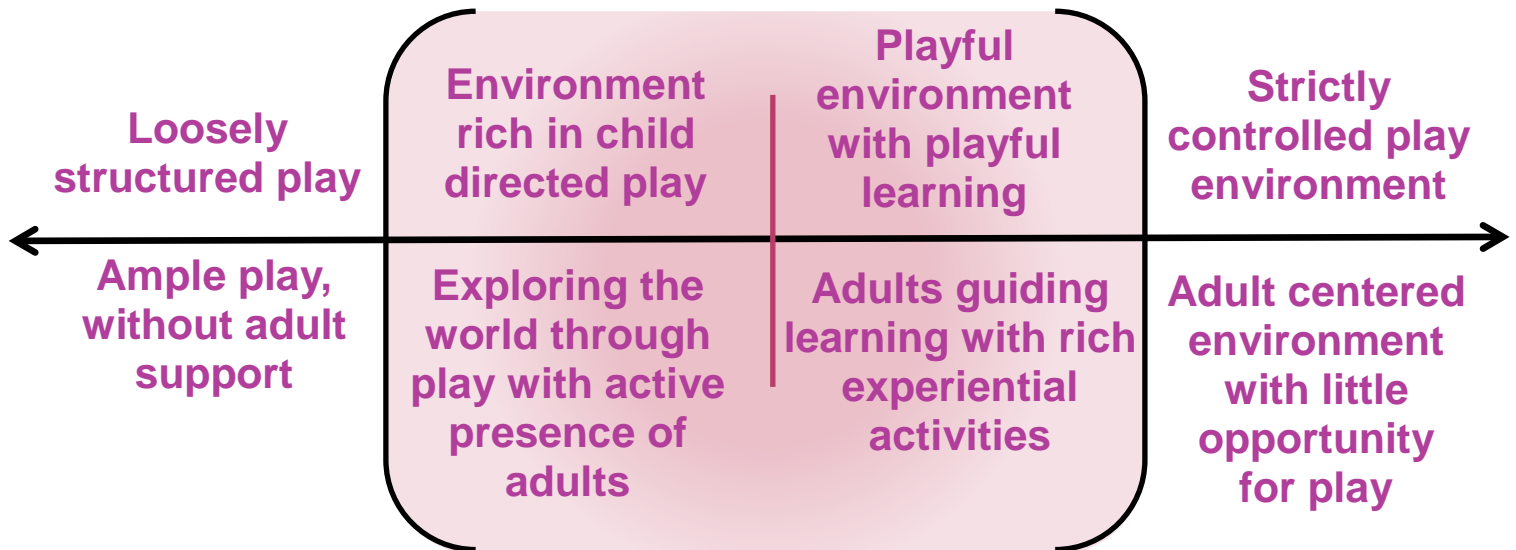 Loosely
structured play
Environment
rich in child
directed play
Playful
environment
with playful
learning
Strictly
controlled play
environment
Ample play,
without adult
support
Exploring the
world through
play with active
presence of
adults
Adults guiding
learning with rich
experiential
activities
Adult centered
environment
with little
opportunity
for play